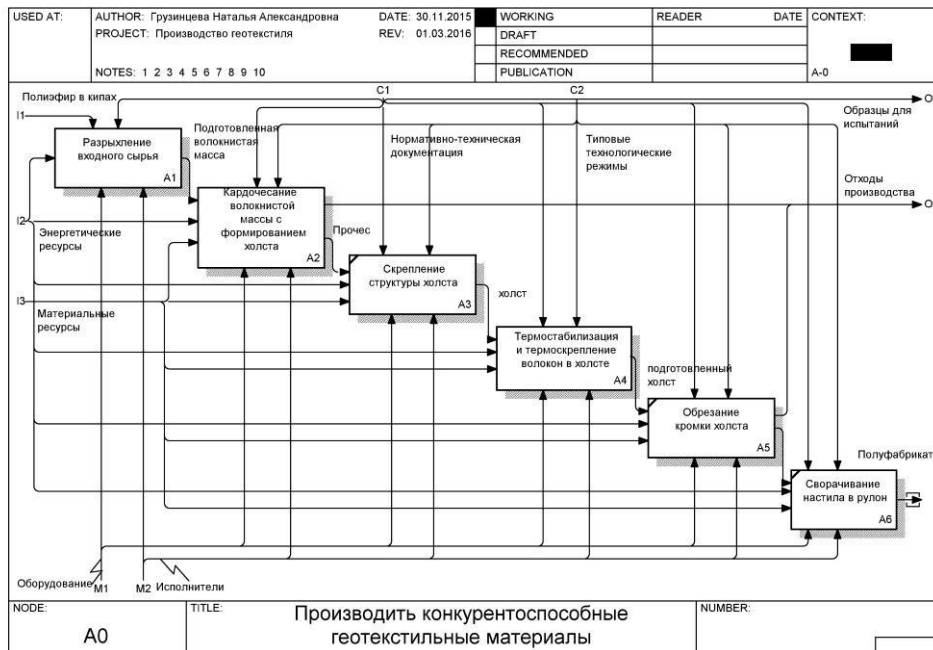 USED AT:
AUTHOR: Грузинцева Наталья Александровна
DATE: 30.11.2015
WORKING
READER
DATE
CONTEXT:
PROJECT: Производство геотекстиля
REV: 01.03.2016
DRAFT
RECOMMENDED
NOTES: 1 2 3 4 5 6 7 8 9 10
PUBLICATION
A-0
C1
C2
Полиэфир в кипах
I1
O
Образцы для
испытаний
Подготовленная
волокнистая
масса
Нормативно-техническая
документация
Типовые
технологические
режимы
Разрыхление
входного сырья
A1
Отходы
производства
O
Кардочесание
волокнистой
массы с
формированием
холста
A2
I2
Энергетические
ресурсы
Прочес
Скрепление
структуры холста
A3
холст
I3
Материальные
ресурсы
Термостабилизация
и термоскрепление
волокон в холсте
A4
подготовленный
холст
Обрезание
кромки холста
A5
Полуфабрикат
Сворачивание
настила в рулон
A6
Оборудование
M1
M2
Исполнители
NODE:
A0
TITLE:
Производить конкурентоспособные
геотекстильные материалы
NUMBER: